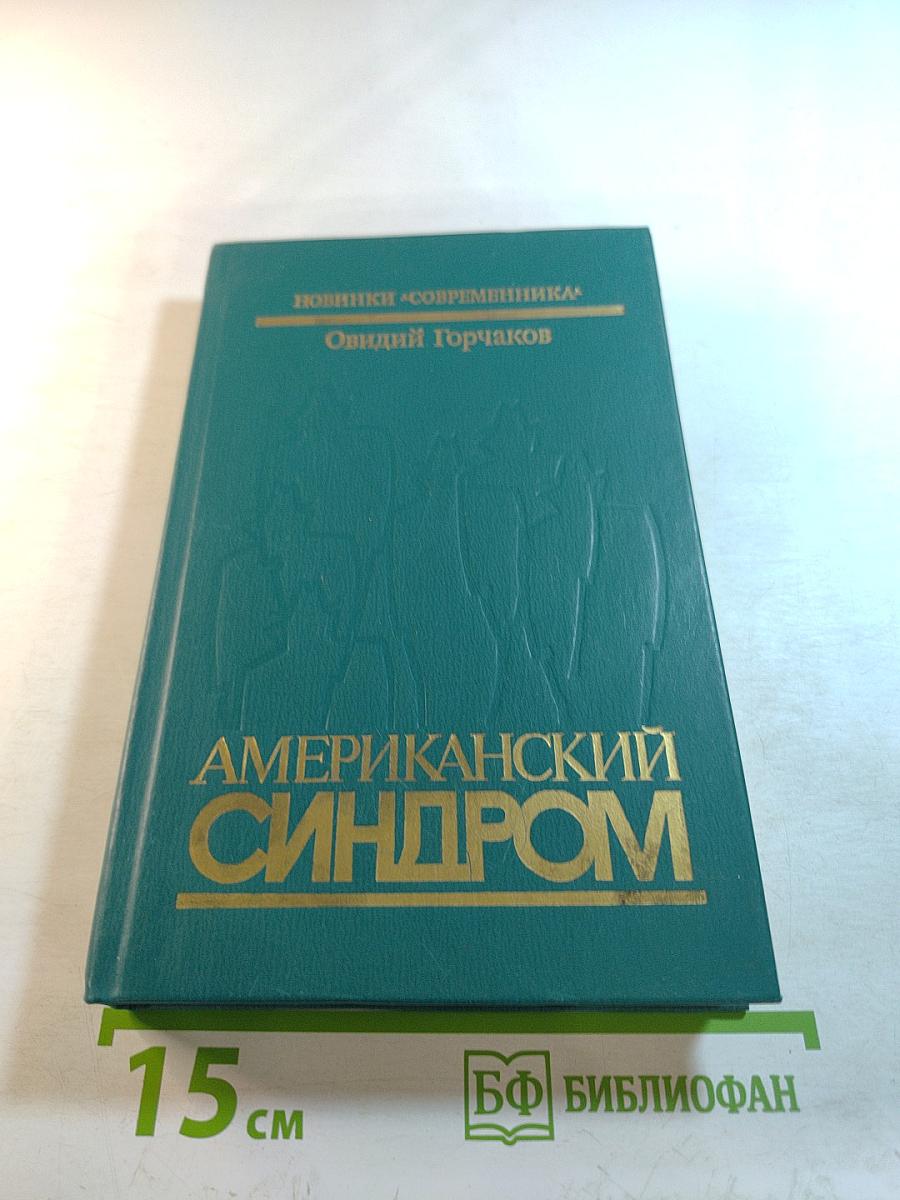 НОВИНКИ «СОВРЕМЕННИКА»
Овидий Горчаков
АМЕРИКАНСКИЙ
СИНДРОМ
15 см
БФ БИБЛИОФАН